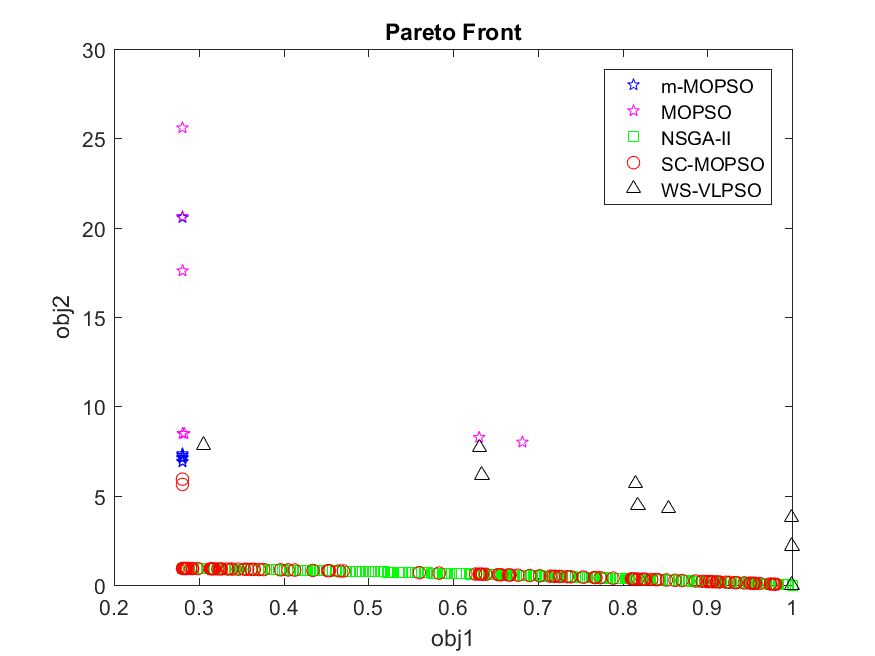 Pareto Front
30
25
20
15
10
5
0
obj2
m-MOPSO
MOPSO
NSGA-II
SC-MOPSO
WS-VLPSO
0.2 0.3 0.4 0.5 0.6 0.7 0.8 0.9 1
obj1